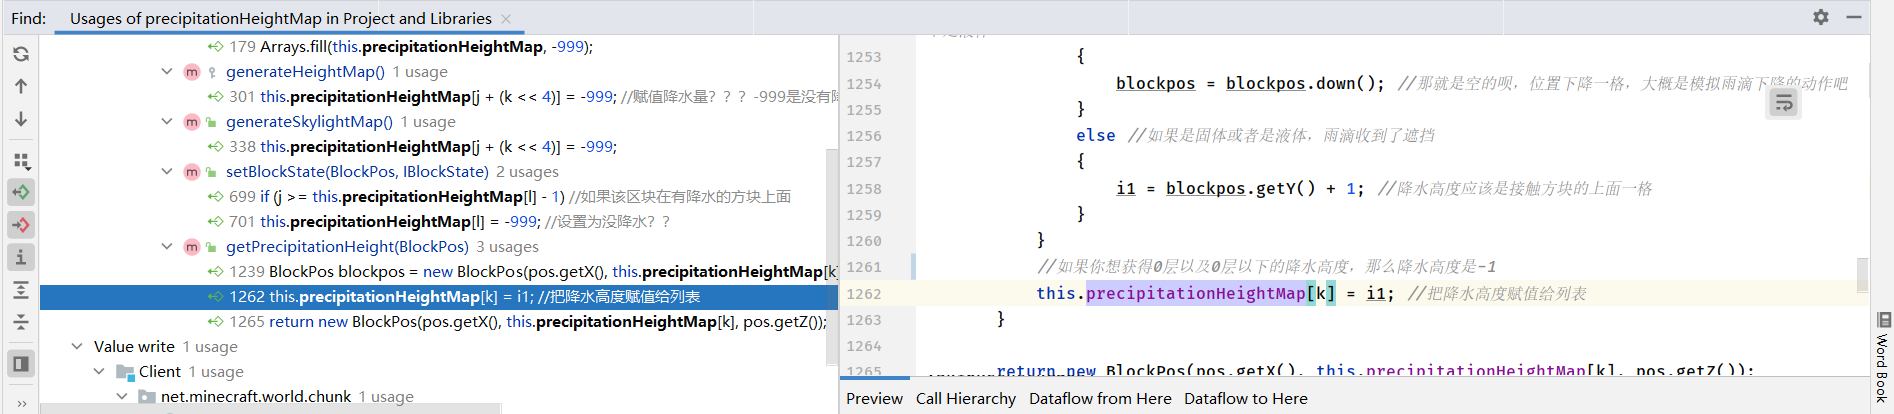 Find: Usages of precipitationHeightMap in Project and Libraries
179 Arrays.fill(this.precipitationHeightMap, -999);
generateHeightMap() 1 usage
301 this.precipitationHeightMap[j + (k << 4)] = -999; //赋值降水量？？？ -999是没有降
generateSkylightMap() 1 usage
338 this.precipitationHeightMap[j + (k << 4)] = -999;
setBlockState(BlockPos, IBlockState) 2 usages
699 if (j >= this.precipitationHeightMap[l] - 1) //如果该区块在有降水的方块上面
701 this.precipitationHeightMap[l] = -999; //设置为没降水？？
getPrecipitationHeight(BlockPos) 3 usages
1239 BlockPos blockpos = new BlockPos(pos.getX(), this.precipitationHeightMap[k]
1262 this.precipitationHeightMap[k] = i1; //把降水高度赋值给列表
1265 return new BlockPos(pos.getX(), this.precipitationHeightMap[k], pos.getZ());
Value write 1 usage
Client 1 usage
net.minecraft.world.chunk 1 usage
1253 {
1254 blockpos = blockpos.down(); //那就是空的呗，位置下降一格，大概是模拟雨滴下降的动作吧
1255 }
1256 else //如果是固体或者是液体，雨滴收到了遮挡
1257 {
1258 i1 = blockpos.getY() + 1; //降水高度应该是接触方块的上面一格
1259 }
1260 }
1261 //如果你想获得0层以及0层以下的降水高度，那么降水高度是-1
1262 this.precipitationHeightMap[k] = i1; //把降水高度赋值给列表
1263 }
1264
1265 return new BlockPos(pos.getX(), this.precipitationHeightMap[k], pos.getZ());
Preview Call Hierarchy Dataflow from Here Dataflow to Here
Word Book